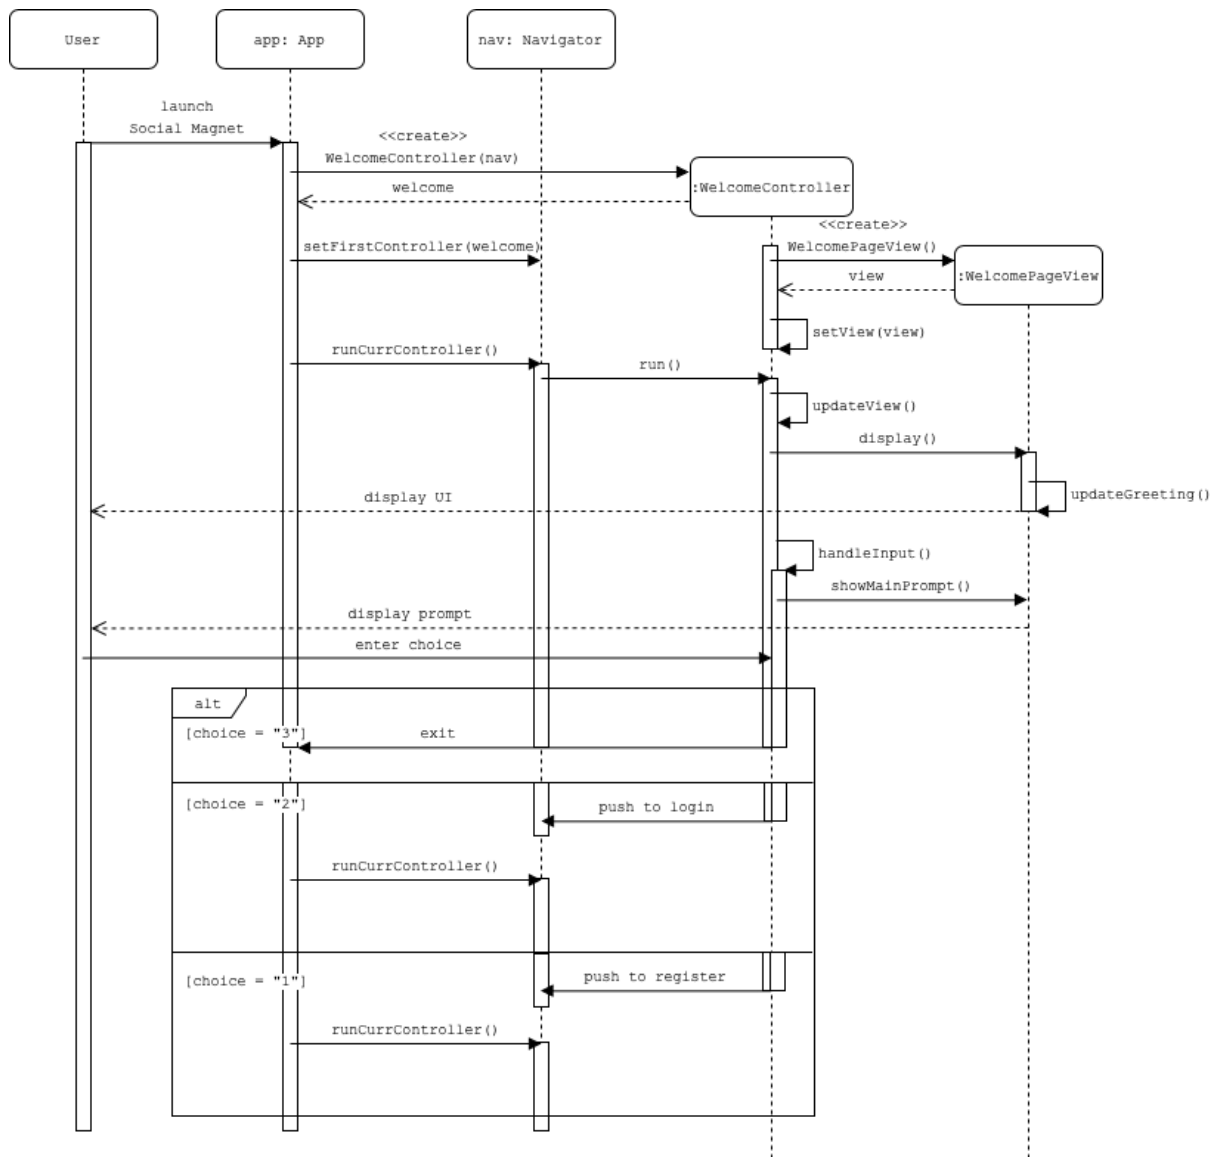 User
app: App
nav: Navigator
launch
Social Magnet
<<create>>
WelcomeController(nav)
:WelcomeController
welcome
<<create>>
setFirstController(welcome)
WelcomePageView()
:WelcomePageView
view
setView(view)
runCurrController()
run()
updateView()
display()
display UI
updateGreeting()
handleInput()
showMainPrompt()
display prompt
enter choice
alt
[choice = "3"]
exit
[choice = "2"]
push to login
runCurrController()
[choice = "1"]
push to register
runCurrController()